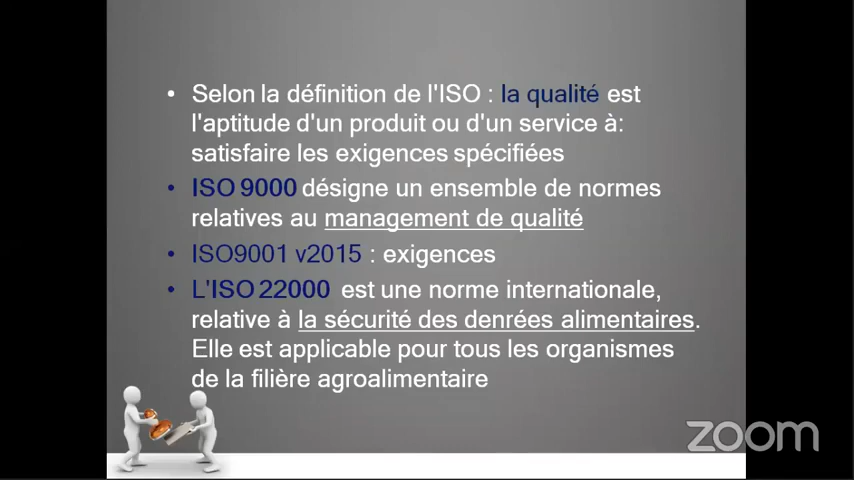 • Selon la définition de l'ISO : la qualité est
l'aptitude d'un produit ou d'un service à:
satisfaire les exigences spécifiées
• ISO 9000 désigne un ensemble de normes
relatives au management de qualité
• ISO9001 v2015 : exigences
• L'ISO 22000 est une norme internationale,
relative à la sécurité des denrées alimentaires.
Elle est applicable pour tous les organismes
de la filière agroalimentaire
zoom